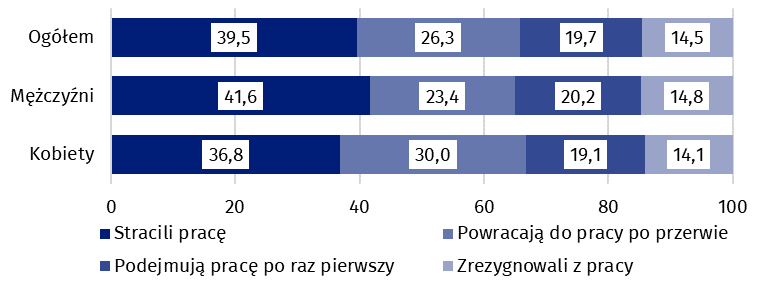 Ogółem 39,5 26,3 19,7 14,5
Mężczyźni 41,6 23,4 20,2 14,8
Kobiety 36,8 30,0 19,1 14,1
0 20 40 60 80 100
Stracili pracę Powracają do pracy po przerwie
Podejmują pracę po raz pierwszy Zrezygnowali z pracy